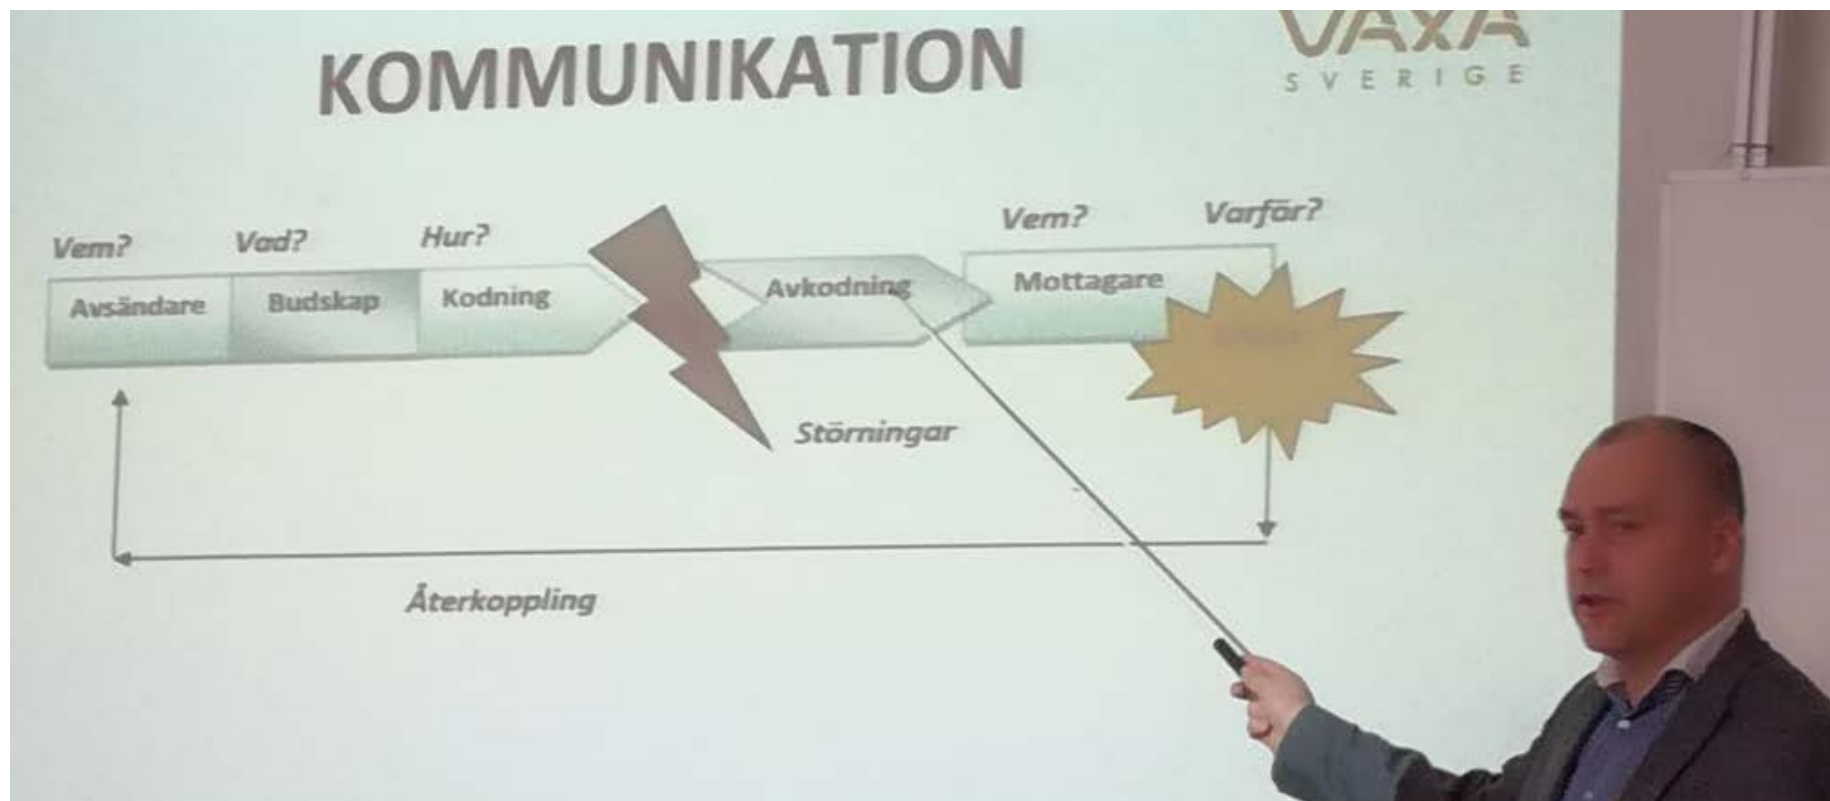 KOMMUNIKATION
VÄXA
SVERIGE
Vem? Vad? Hur? Vem? Varför?
Avsändare Budskap Kodning Avkodning Mottagare
Störningar
Återkoppling